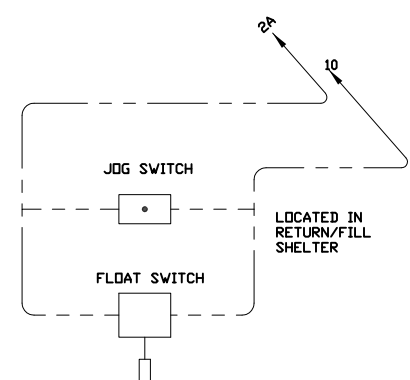 2A
10
JOG SWITCH
LOCATED IN
RETURN/FILL
SHELTER
FLOAT SWITCH